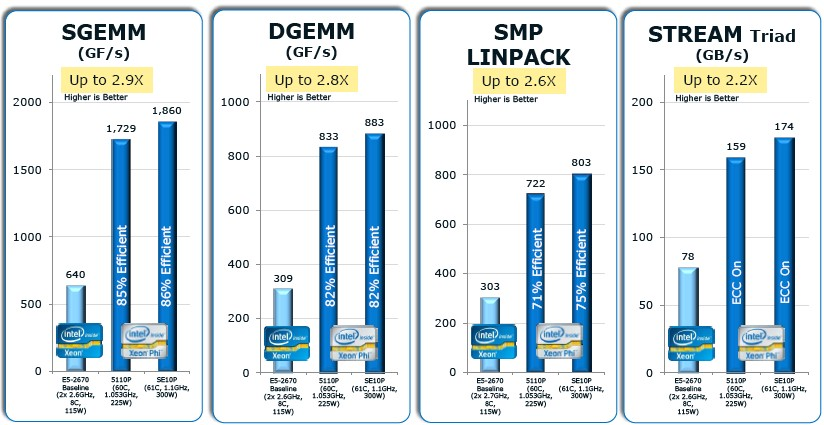 SGEMM
(GF/s)
Up to 2.9X
Higher is Better
2000
1500
1000
500
0
640
1,729
1,860
85% Efficient
86% Efficient
intel inside
Xeon
intel inside
Xeon Phi
E5-2670
Baseline
(2x 2.6GHz,
8C,
115W)
5110P
(60C,
1.053GHz,
225W)
SE10P
(61C, 1.1GHz,
300W)
DGEMM
(GF/s)
Up to 2.8X
Higher is Better
1000
800
600
400
200
0
309
833
883
82% Efficient
82% Efficient
intel inside
Xeon
intel inside
Xeon Phi
E5-2670
Baseline
(2x 2.6GHz,
8C,
115W)
5110P
(60C,
1.053GHz,
225W)
SE10P
(61C, 1.1GHz,
300W)
SMP
LINPACK
Up to 2.6X
Higher is Better
1000
800
600
400
200
0
303
722
803
71% Efficient
75% Efficient
intel inside
Xeon
intel inside
Xeon Phi
E5-2670
Baseline
(2x 2.7GHz,
8C,
115W)
5110P
(60C,
1.053GHz,
225W)
SE10P
(61C, 1.1GHz,
300W)
STREAM Triad
(GB/s)
Up to 2.2X
Higher is Better
200
150
100
50
0
78
159
174
ECC On
ECC On
intel inside
Xeon
intel inside
Xeon Phi
E5-2670
Baseline
(2x 2.6GHz,
8C,
115W)
5110P
(60C,
1.053GHz,
225W)
SE10P
(61C, 1.1GHz,
300W)